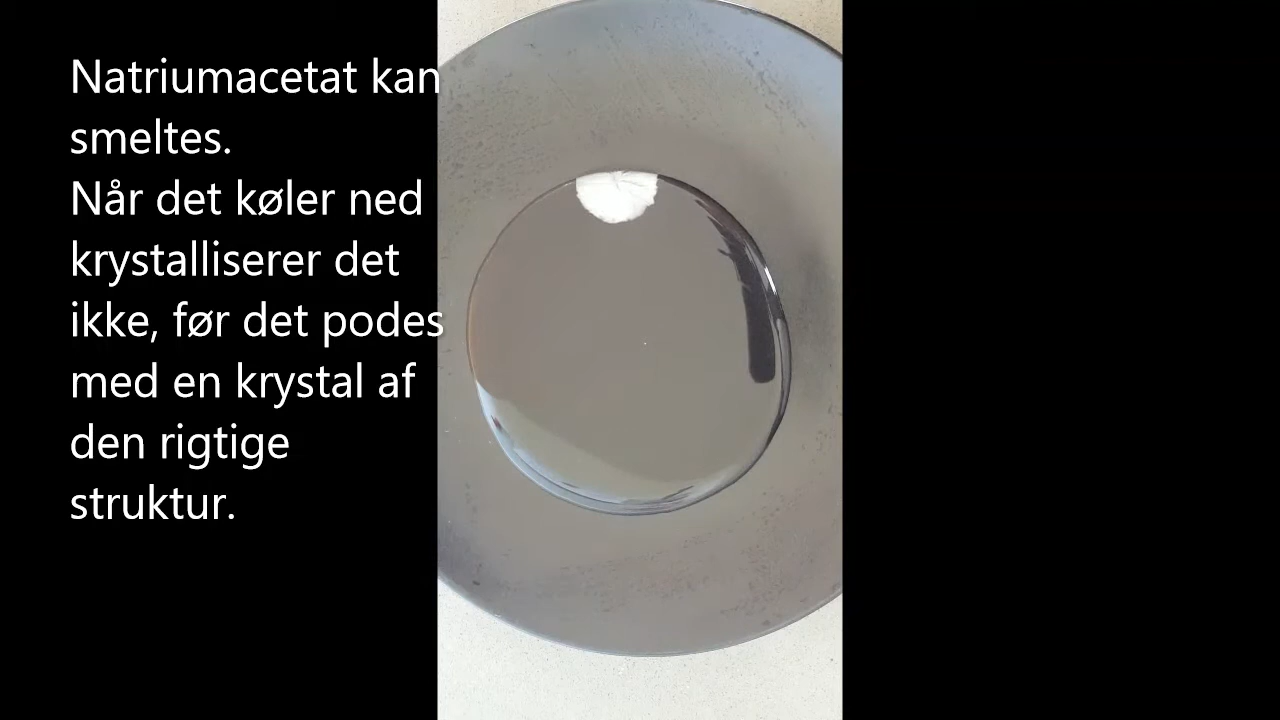 Natriumacetat kan
smeltes.
Når det køler ned
krystalliserer det
ikke, før det podes
med en krystal af
den rigtige
struktur.